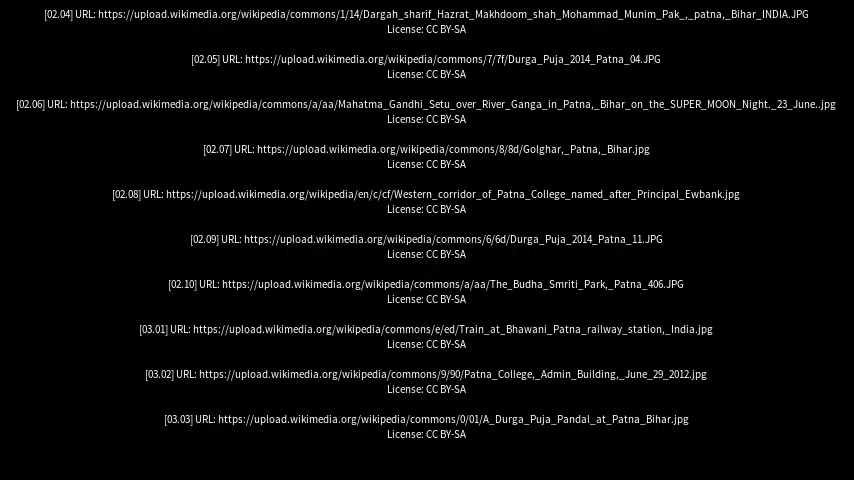 [02.04] URL: https://upload.wikimedia.org/wikipedia/commons/1/14/Dargah_sharif_Hazrat_Makhdoom_shah_Mohammad_Munim_Pak_,_patna,_Bihar_INDIA.JPG
License: CC BY-SA
[02.05] URL: https://upload.wikimedia.org/wikipedia/commons/7/7f/Durga_Puja_2014_Patna_04.JPG
License: CC BY-SA
[02.06] URL: https://upload.wikimedia.org/wikipedia/commons/a/aa/Mahatma_Gandhi_Setu_over_River_Ganga_in_Patna,_Bihar_on_the_SUPER_MOON_Night._23_June..jpg
License: CC BY-SA
[02.07] URL: https://upload.wikimedia.org/wikipedia/commons/8/8d/Golghar,_Patna,_Bihar.jpg
License: CC BY-SA
[02.08] URL: https://upload.wikimedia.org/wikipedia/en/c/cf/Western_corridor_of_Patna_College_named_after_Principal_Ewbank.jpg
License: CC BY-SA
[02.09] URL: https://upload.wikimedia.org/wikipedia/commons/6/6d/Durga_Puja_2014_Patna_11.JPG
License: CC BY-SA
[02.10] URL: https://upload.wikimedia.org/wikipedia/commons/a/aa/The_Budha_Smriti_Park,_Patna_406.JPG
License: CC BY-SA
[03.01] URL: https://upload.wikimedia.org/wikipedia/commons/e/ed/Train_at_Bhawani_Patna_railway_station,_India.jpg
License: CC BY-SA
[03.02] URL: https://upload.wikimedia.org/wikipedia/commons/9/90/Patna_College,_Admin_Building,_June_29_2012.jpg
License: CC BY-SA
[03.03] URL: https://upload.wikimedia.org/wikipedia/commons/0/01/A_Durga_Puja_Pandal_at_Patna_Bihar.jpg
License: CC BY-SA